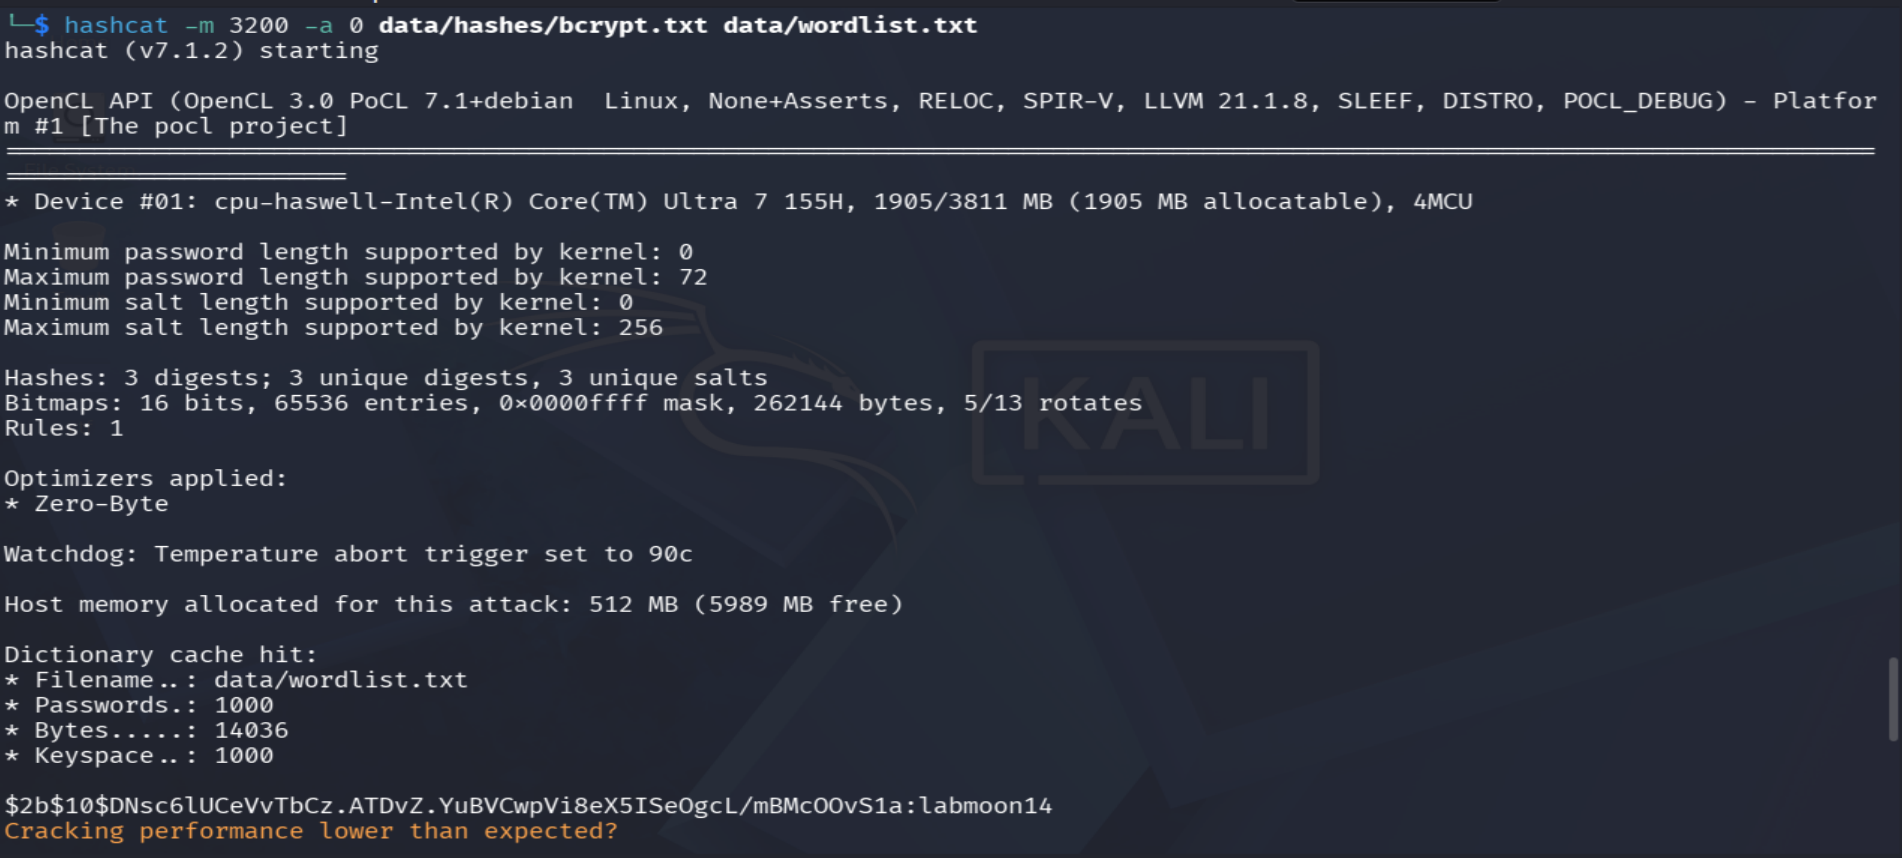 └─$ hashcat -m 3200 -a 0 data/hashes/bcrypt.txt data/wordlist.txt
hashcat (v7.1.2) starting

OpenCL API (OpenCL 3.0 PoCL 7.1+debian  Linux, None+Asserts, RELOC, SPIR-V, LLVM 21.1.8, SLEEF, DISTRO, POCL_DEBUG) - Platfor
m #1 [The pocl project]
* Device #01: cpu-haswell-Intel(R) Core(TM) Ultra 7 155H, 1905/3811 MB (1905 MB allocatable), 4MCU

Minimum password length supported by kernel: 0
Maximum password length supported by kernel: 72
Minimum salt length supported by kernel: 0
Maximum salt length supported by kernel: 256

Hashes: 3 digests; 3 unique digests, 3 unique salts
Bitmaps: 16 bits, 65536 entries, 0×0000ffff mask, 262144 bytes, 5/13 rotates
Rules: 1
KALI

Optimizers applied:
* Zero-Byte

Watchdog: Temperature abort trigger set to 90c

Host memory allocated for this attack: 512 MB (5989 MB free)

Dictionary cache hit:
* Filename..: data/wordlist.txt
* Passwords.: 1000
* Bytes.....: 14036
* Keyspace..: 1000

$2b$10$DNsc6lUCeVvTbCz.ATDvZ.YuBVCwpVi8eX5ISeOgcL/mBMcOOvS1a:labmoon14
Cracking performance lower than expected?